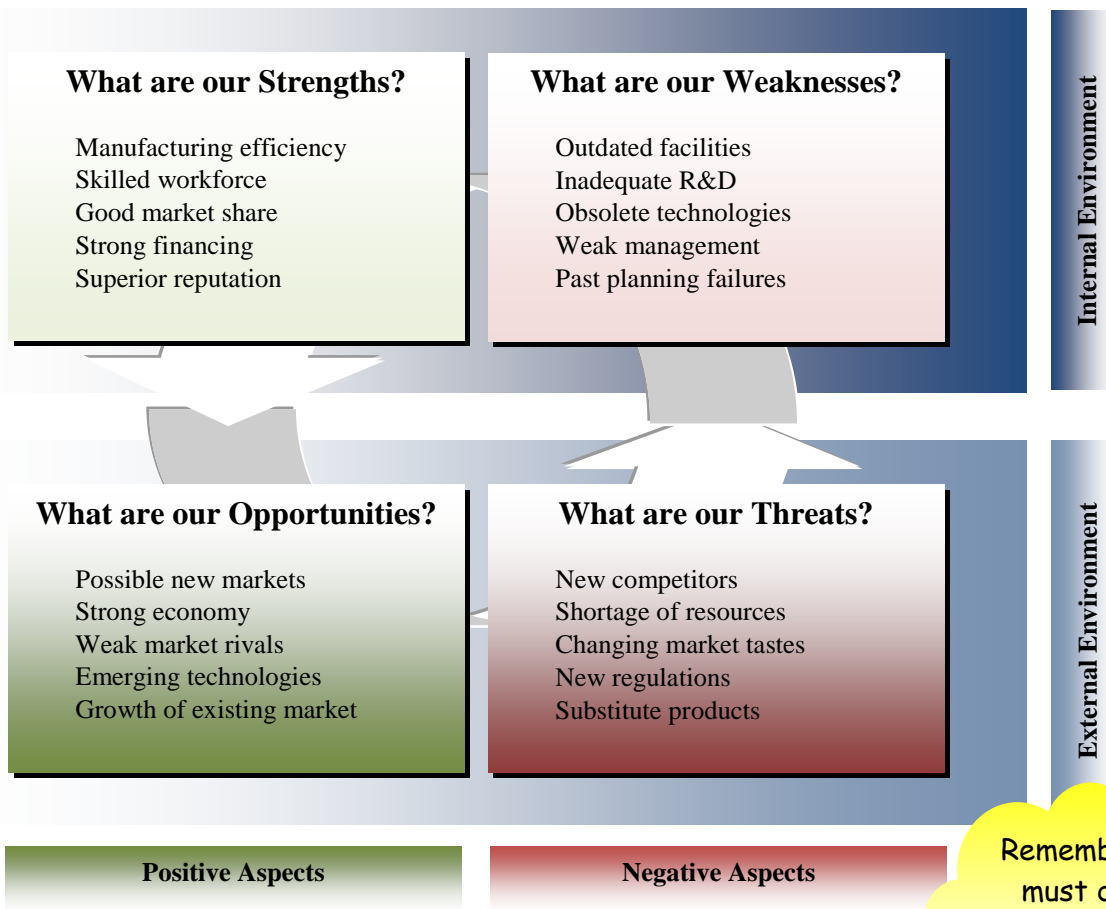 What are our Strengths?
Manufacturing efficiency
Skilled workforce
Good market share
Strong financing
Superior reputation
What are our Weaknesses?
Outdated facilities
Inadequate R&D
Obsolete technologies
Weak management
Past planning failures
Internal Environment
What are our Opportunities?
Possible new markets
Strong economy
Weak market rivals
Emerging technologies
Growth of existing market
What are our Threats?
New competitors
Shortage of resources
Changing market tastes
New regulations
Substitute products
External Environment
Positive Aspects
Negative Aspects
must